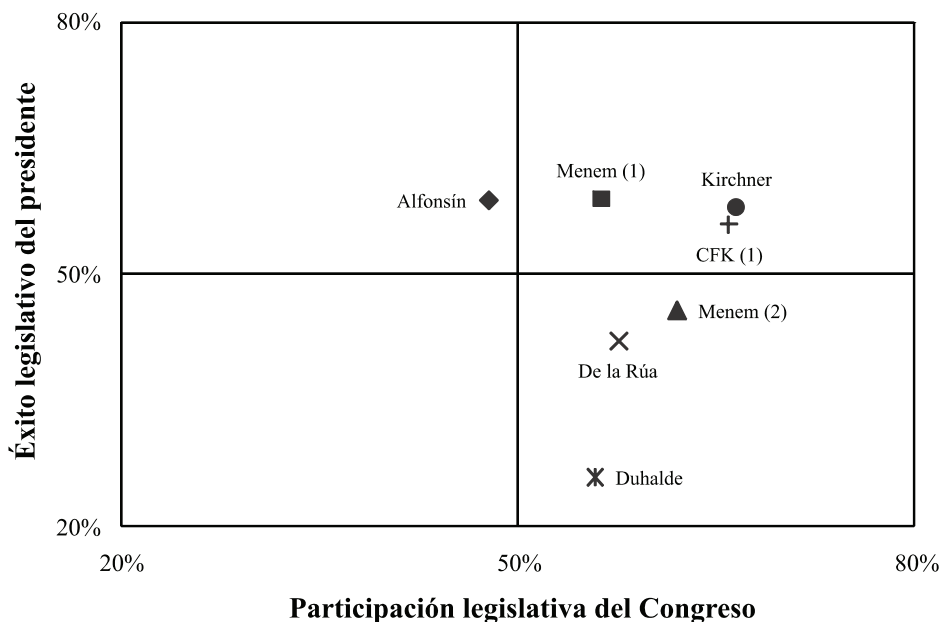 80%
Éxito legislativo del presidente
Menem (1)
Kirchner
Alfonsín
CFK (1)
50%
Menem (2)
De la Rúa
Duhalde
20%
20%
50%
80%
Participación legislativa del Congreso